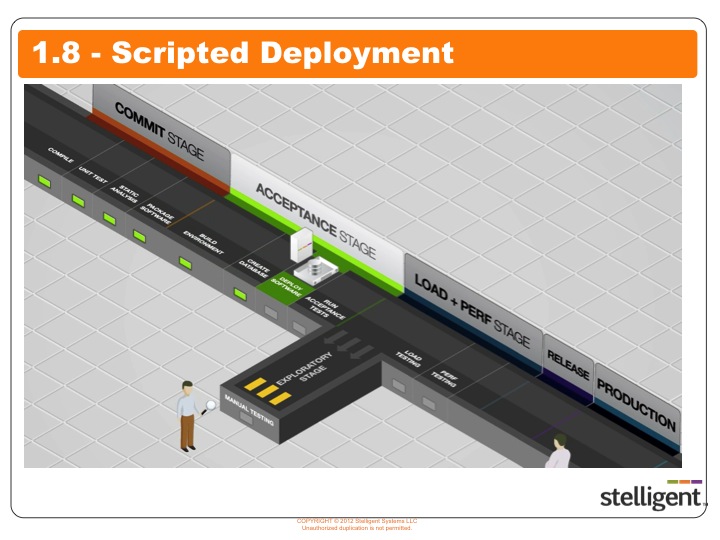 1.8 - Scripted Deployment
COMMIT STAGE
COMPILE
UNIT TEST
STATIC
ANALYSIS
PACKAGE
SOFTWARE
ACCEPTANCE STAGE
BUILD
ENVIRONMENT
CREATE
DATABASE
DEPLOY
SOFTWARE
RUN
ACCEPTANCE
TESTS
LOAD + PERF STAGE
LOAD
TESTING
PERF
TESTING
RELEASE
PRODUCTION
EXPLORATORY
STAGE
MANUAL TESTING
stelligent
COPYRIGHT © 2012 Stelligent Systems LLC
Unauthorized duplication is not permitted.